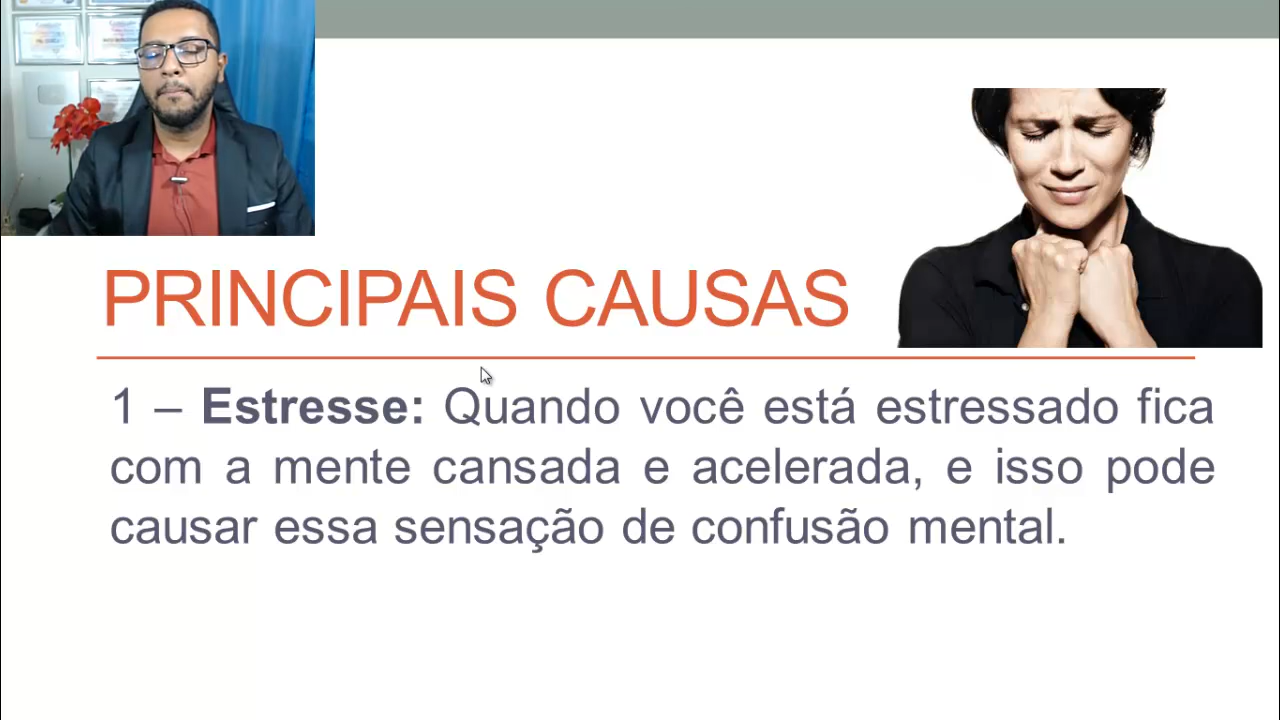 PRINCIPAIS CAUSAS
1 – Estresse: Quando você está estressado fica
com a mente cansada e acelerada, e isso pode
causar essa sensação de confusão mental.